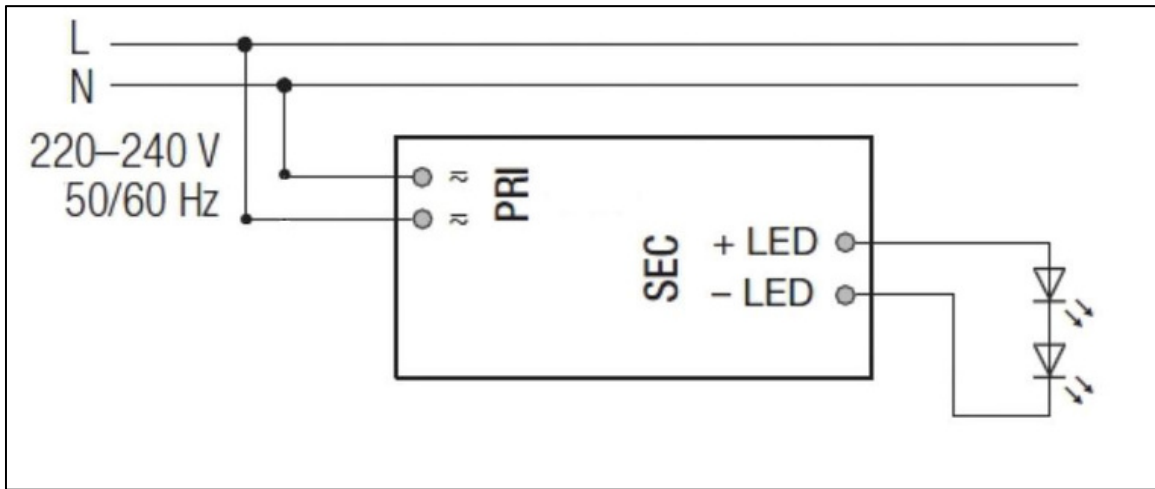 L
N
220–240 V
50/60 Hz
≈ PRI
≈
SEC
+ LED
– LED